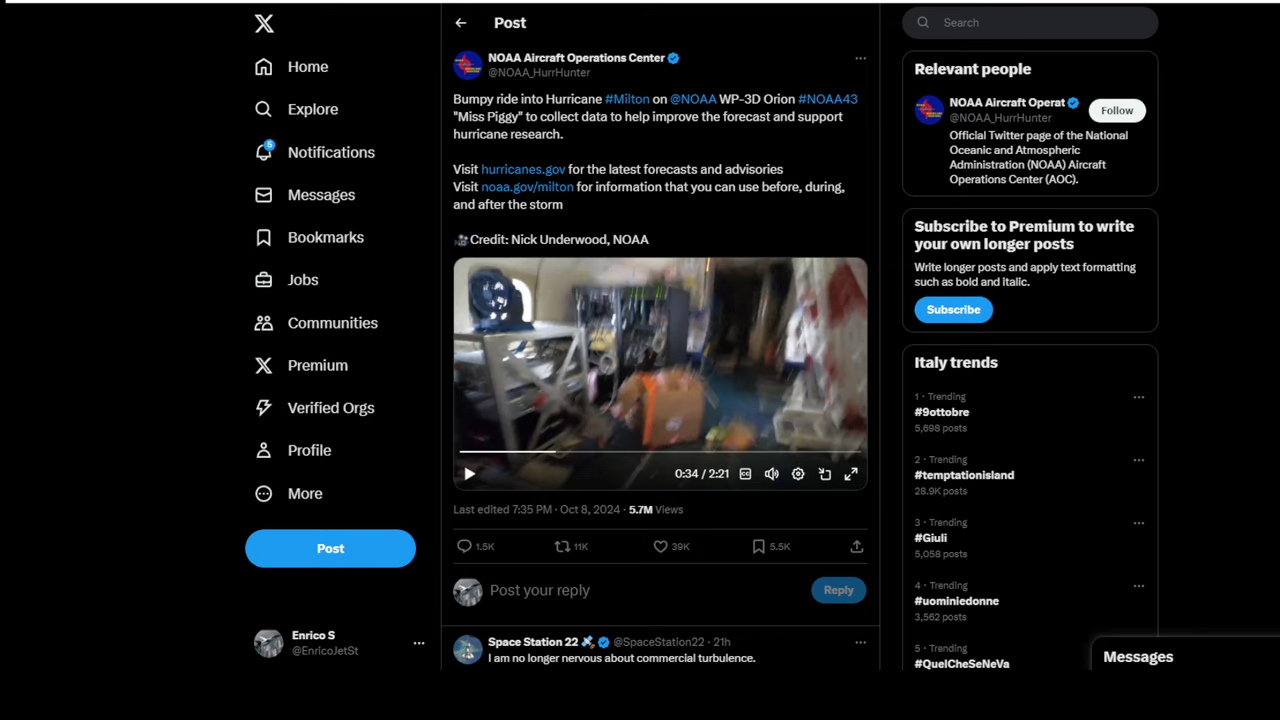 Home
Explore
5
Notifications
Messages
Bookmarks
Jobs
Communities
Premium
Verified Orgs
Profile
More
Post
Enrico S
@EnricoJetSt
Post
NOAA Aircraft Operations Center
@NOAA_HurrHunter
Bumpy ride into Hurricane #Milton on @NOAA WP-3D Orion #NOAA43
"Miss Piggy" to collect data to help improve the forecast and support
hurricane research.
Visit hurricanes.gov for the latest forecasts and advisories
Visit noaa.gov/milton for information that you can use before, during,
and after the storm
Credit: Nick Underwood, NOAA
0:34 / 2:21
CC
Last edited 7:35 PM · Oct 8, 2024 · 5.7M Views
1.5K 11K 39K 5.5K
Post your reply
Reply
Space Station 22 @SpaceStation22 · 21h
I am no longer nervous about commercial turbulence.
Search
Relevant people
NOAA Aircraft Operat
@NOAA_HurrHunter
Follow
Official Twitter page of the National
Oceanic and Atmospheric
Administration (NOAA) Aircraft
Operations Center (AOC).
Subscribe to Premium to write
your own longer posts
Write longer posts and apply text formatting
such as bold and italic.
Subscribe
Italy trends
1 · Trending
#9ottobre
5,698 posts
2 · Trending
#temptationisland
28.9K posts
3 · Trending
#Giuli
5,058 posts
4 · Trending
#uominiedonne
3,562 posts
5 · Trending
#QuelCheSeNeVa
Messages